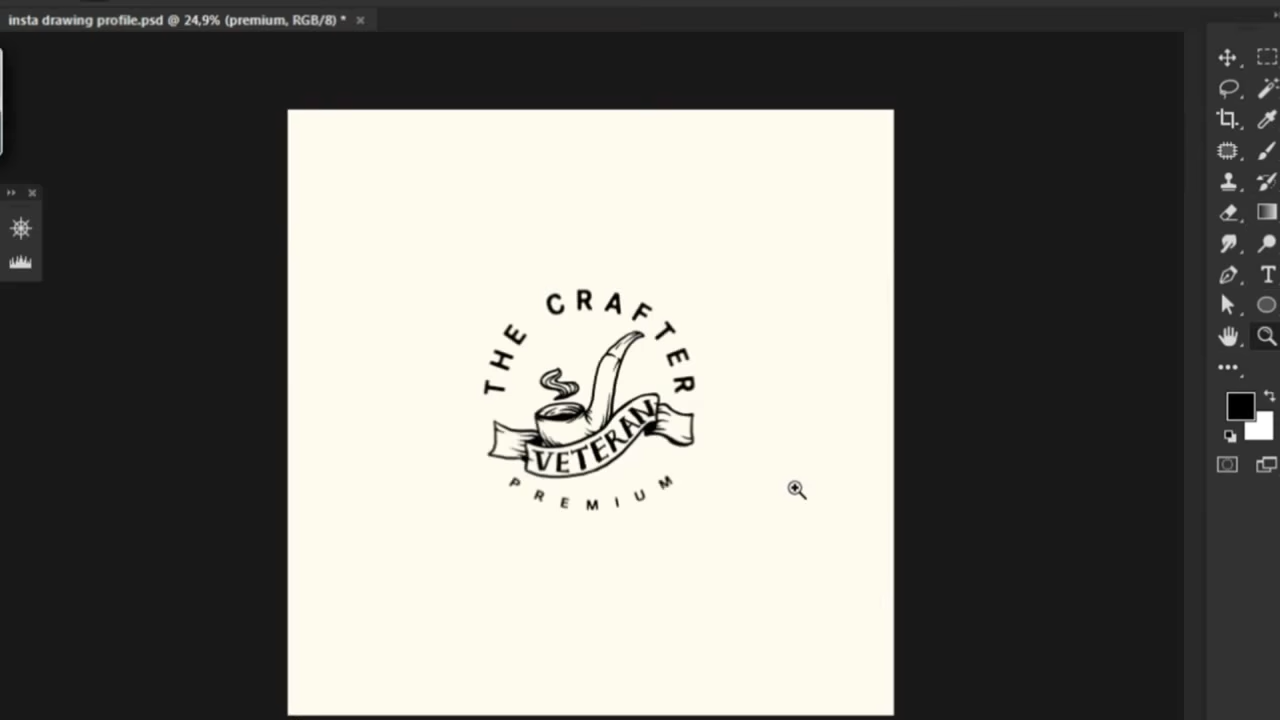 insta drawing profile.psd @ 24,9% (premium, RGB/8) *
THE CRAFTER
VETERAN
PREMIUM